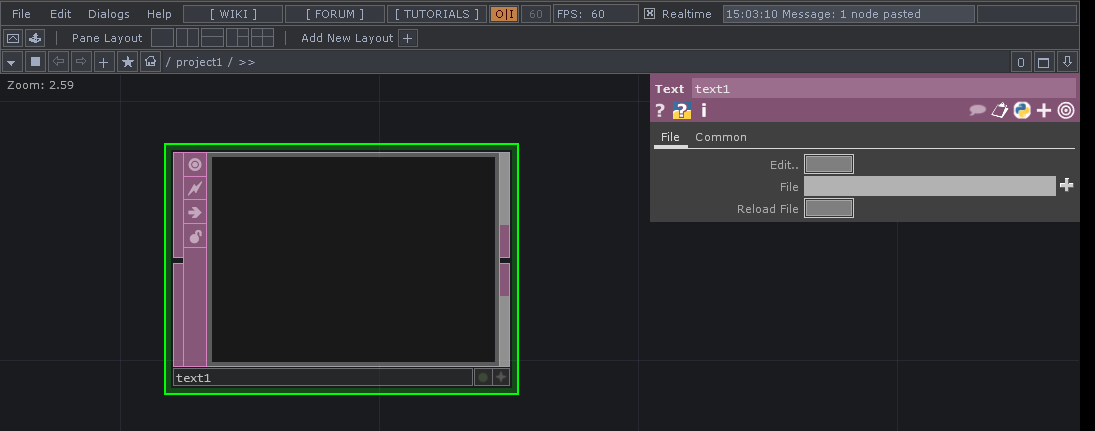 File Edit Dialogs Help [ WIKI ] [ FORUM ] [ TUTORIALS ] O|I 60 FPS: 60 Realtime 15:03:10 Message: 1 node pasted
Pane Layout Add New Layout +
/ project1 / >> 0
Zoom: 2.59
Text text1
? ? i
File Common
Edit..
File
Reload File
text1